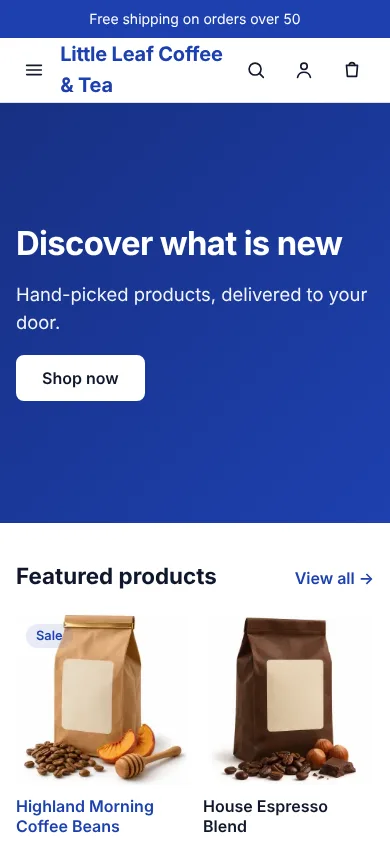 Free shipping on orders over 50
Little Leaf Coffee
& Tea
Discover what is new
Hand-picked products, delivered to your
door.
Shop now
Featured products
View all →
Sale
Highland Morning
Coffee Beans
House Espresso
Blend